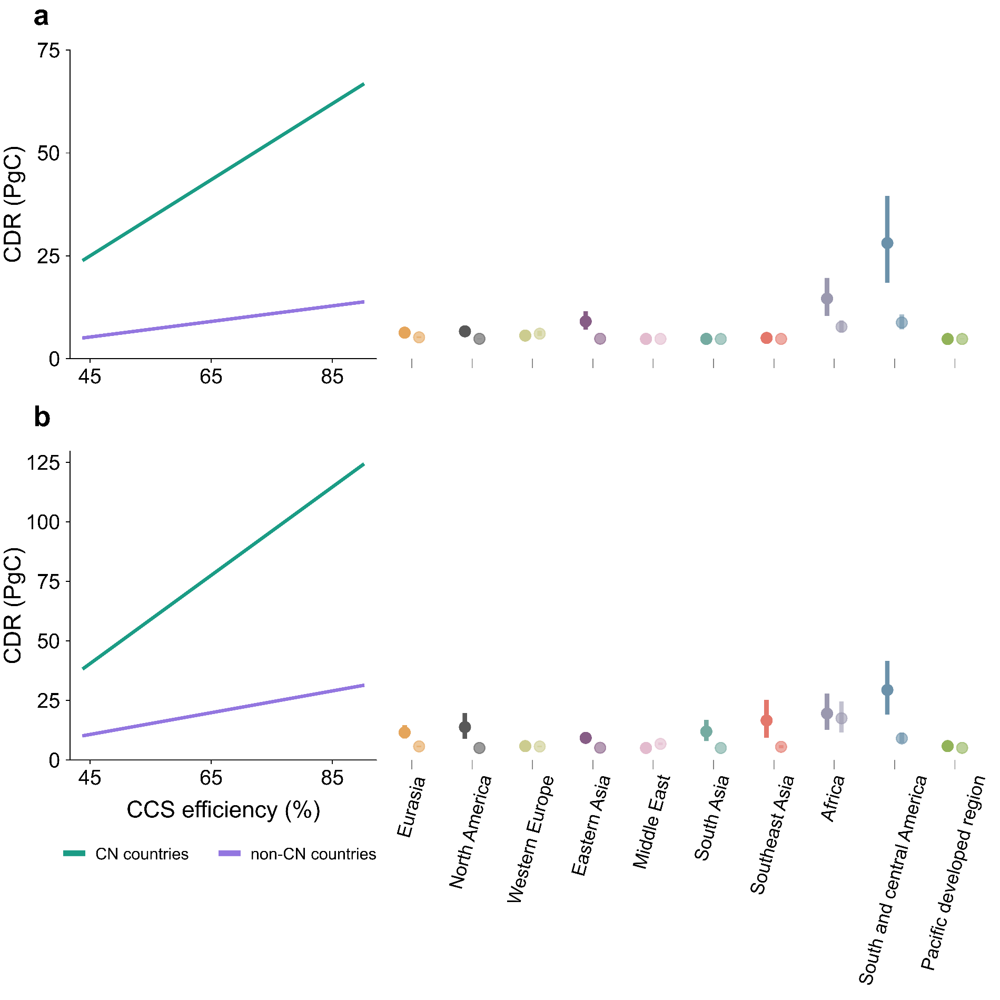 a
75
50
25
0
CDR (PgC)
45 65 85
b
125
100
75
50
25
0
CDR (PgC)
45 65 85
CCS efficiency (%)
CN countries
non-CN countries
Eurasia
North America
Western Europe
Eastern Asia
Middle East
South Asia
Southeast Asia
Africa
South and central America
Pacific developed region